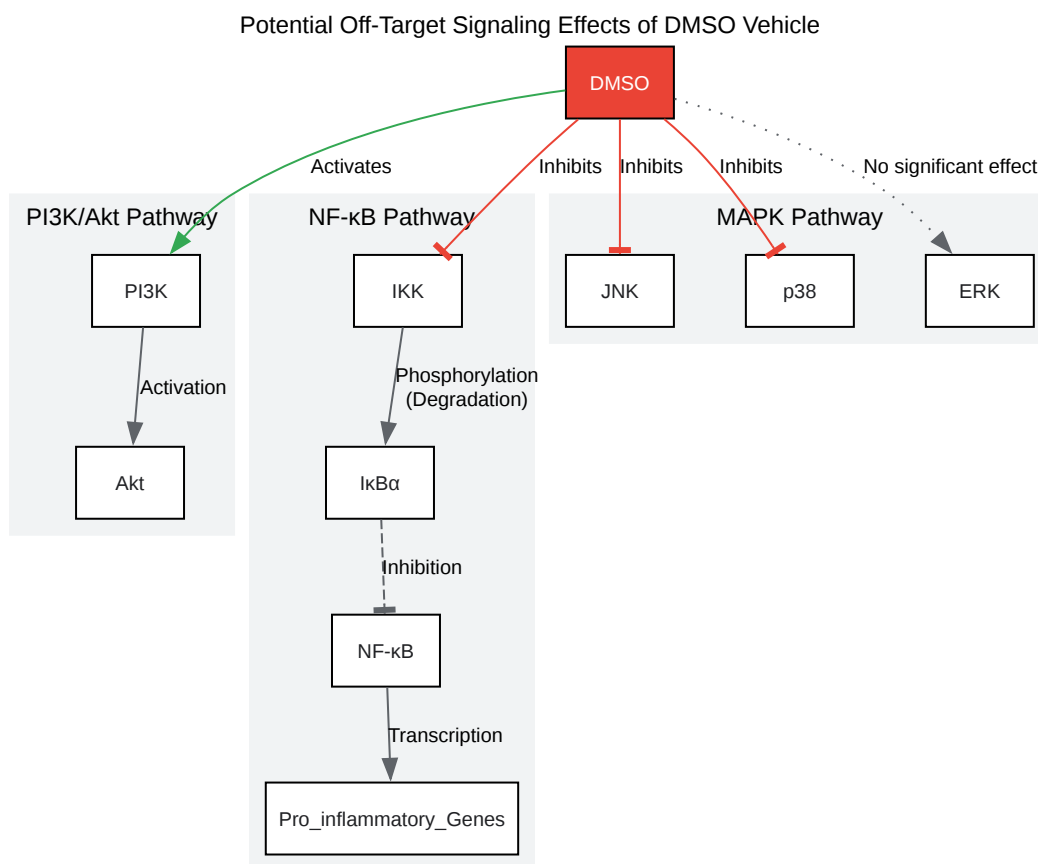 Potential Off-Target Signaling Effects of DMSO Vehicle
DMSO
Activates
Inhibits
Inhibits
Inhibits
No significant effect
PI3K/Akt Pathway
NF-κB Pathway
MAPK Pathway
PI3K
IKK
JNK
p38
ERK
Activation
Phosphorylation
(Degradation)
Akt
IκBα
Inhibition
NF-κB
Transcription
Pro_inflammatory_Genes